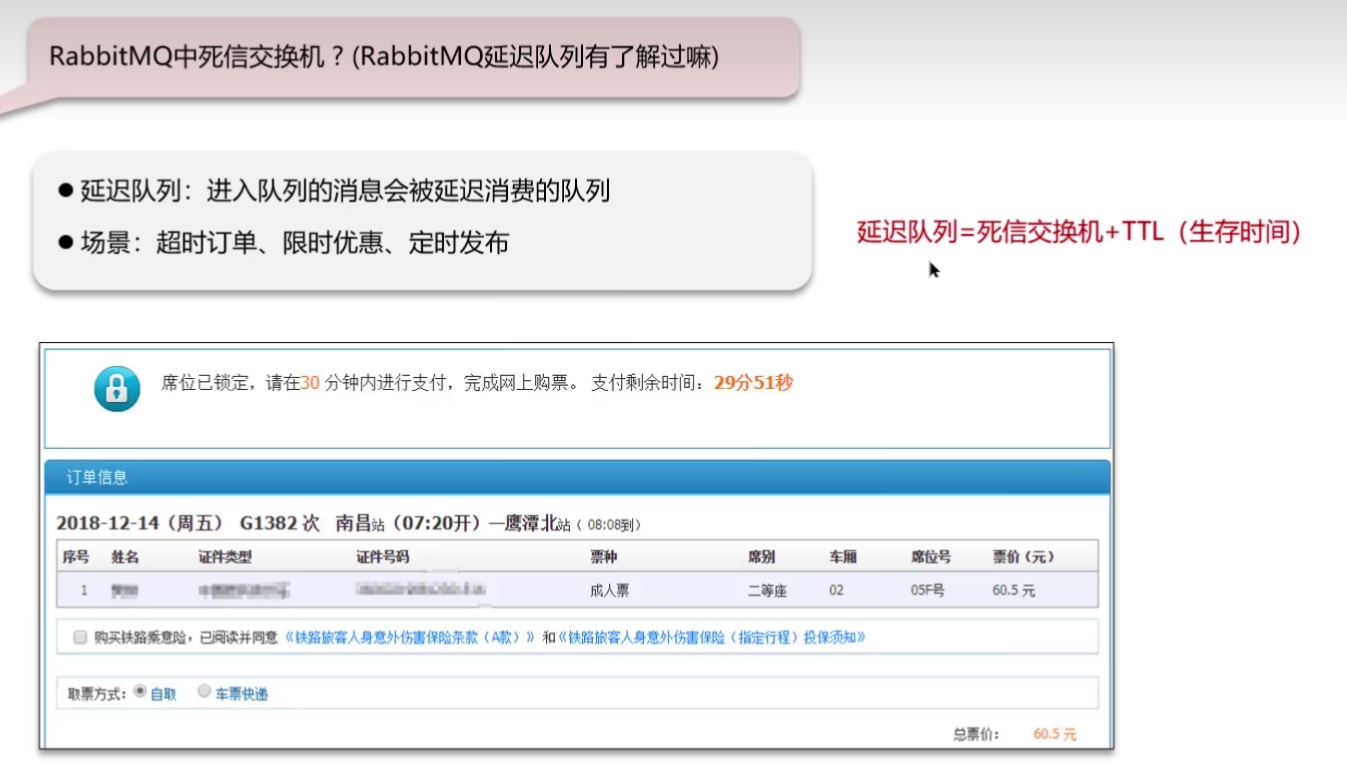 RabbitMQ中死信交换机？(RabbitMQ延迟队列有了解过嘛)
● 延迟队列：进入队列的消息会被延迟消费的队列
● 场景：超时订单、限时优惠、定时发布
延迟队列=死信交换机+TTL（生存时间）
席位已锁定，请在30 分钟内进行支付，完成网上购票。 支付剩余时间：29分51秒
订单信息
2018-12-14（周五） G1382 次 南昌站（07:20开）—鹰潭北站（ 08:08到）
序号 姓名 证件类型 证件号码 票种 席别 车厢 席位号 票价（元）
1 成人票 二等座 02 05F号 60.5 元
购买铁路乘意险，已阅读并同意 《铁路旅客人身意外伤害保险条款（A款）》 和《铁路旅客人身意外伤害保险（指定行程）投保须知》
取票方式： 自取 车票快递
总票价： 60.5 元